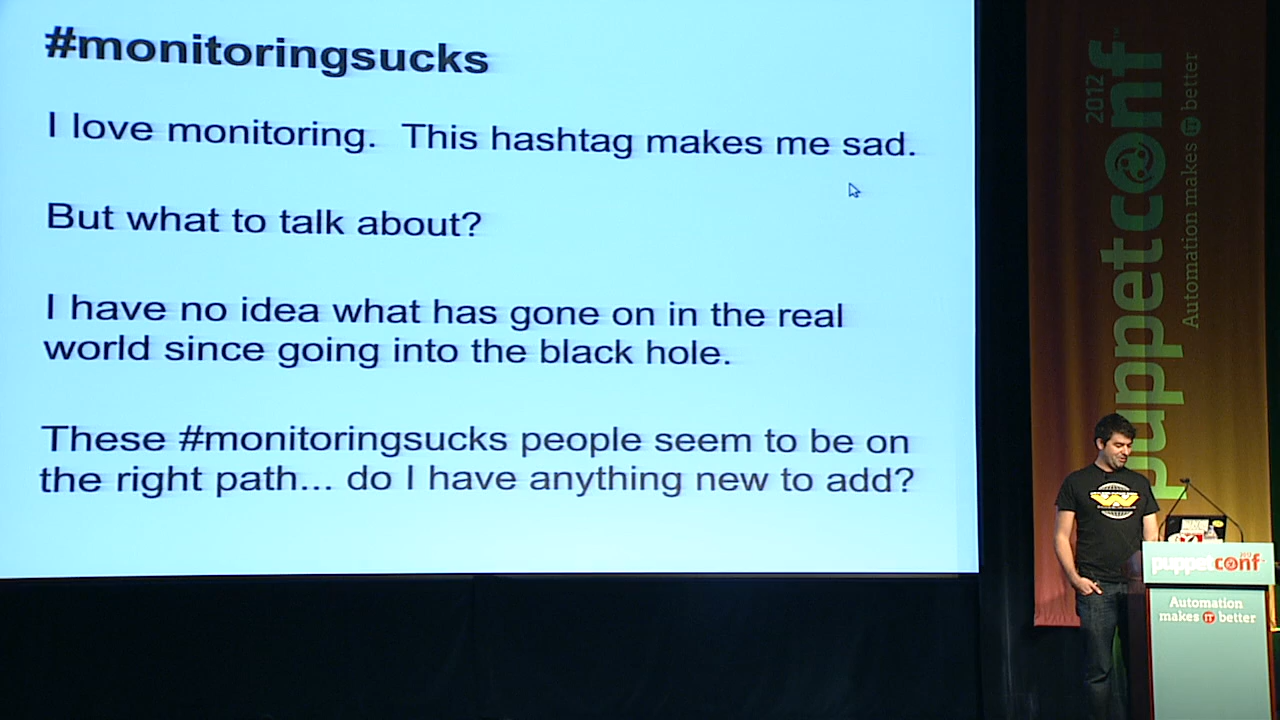 #monitoringsucks
I love monitoring. This hashtag makes me sad.
But what to talk about?
I have no idea what has gone on in the real
world since going into the black hole.
These #monitoringsucks people seem to be on
the right path... do I have anything new to add?
puppetconf 2012
Automation makes IT better
puppetconf
Automation
makes IT better